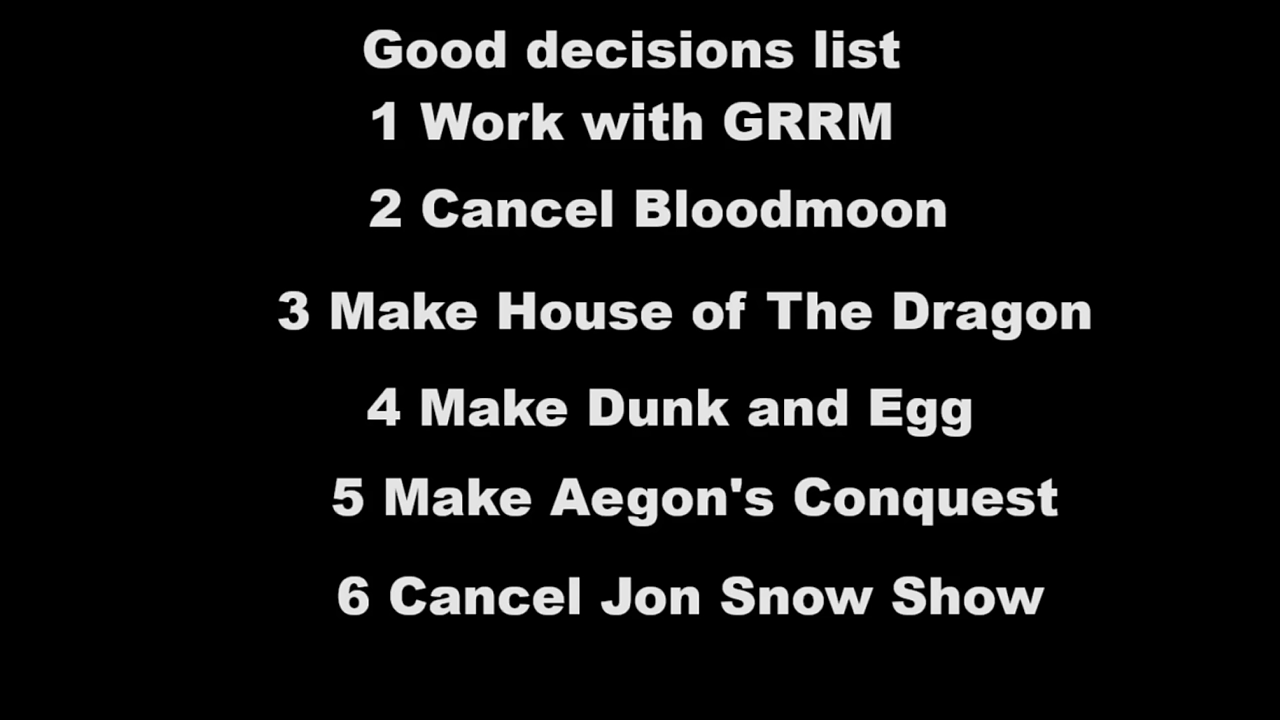 Good decisions list
1 Work with GRRM
2 Cancel Bloodmoon
3 Make House of The Dragon
4 Make Dunk and Egg
5 Make Aegon's Conquest
6 Cancel Jon Snow Show